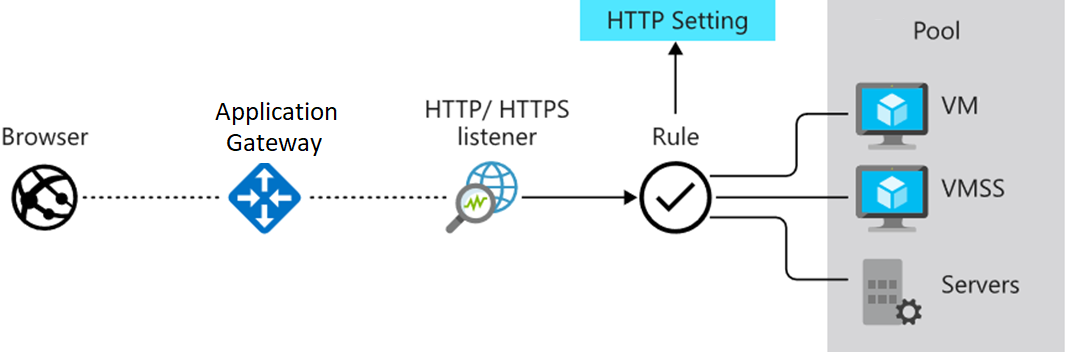 HTTP Setting
Pool
Application
Gateway
HTTP/ HTTPS
listener
Browser
Rule
VM
VMSS
Servers